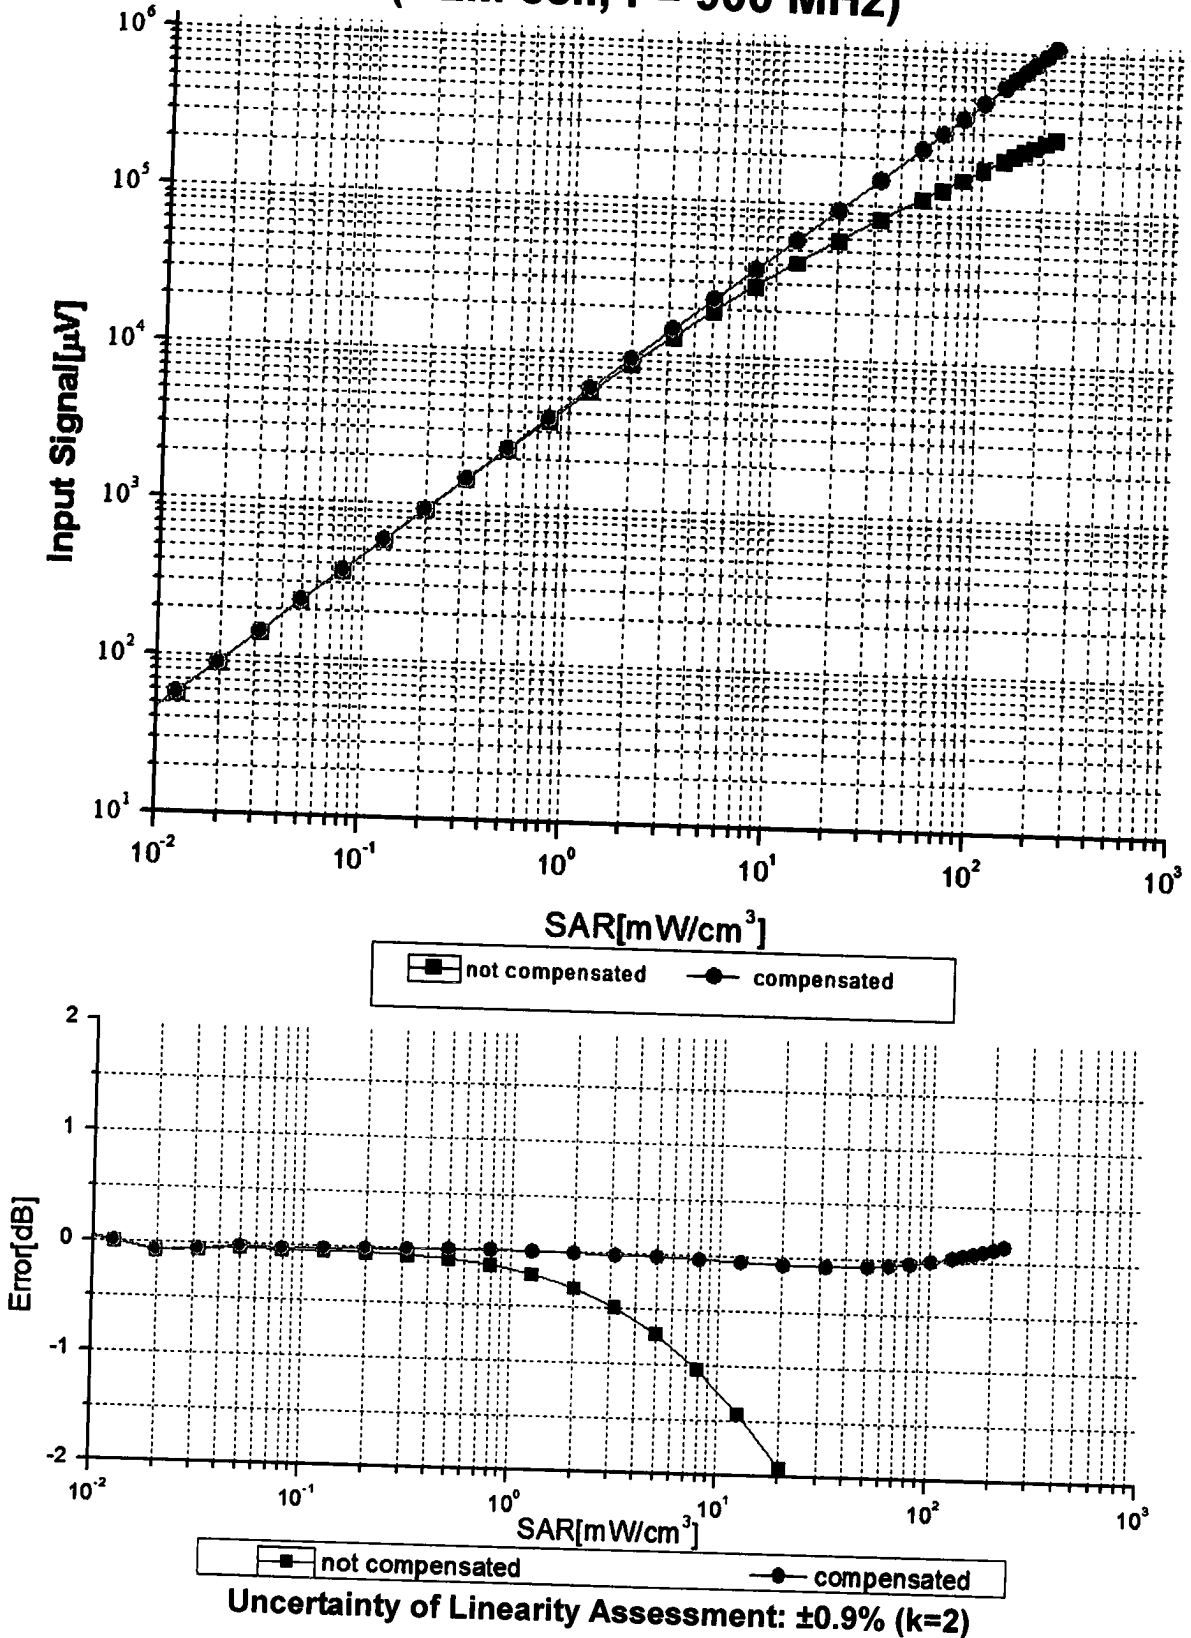 f = 900 MHz)
10⁶
10⁵
10⁴
10³
10²
10¹
Input Signal[µV]
10⁻² 10⁻¹ 10⁰ 10¹ 10² 10³
SAR[mW/cm³]
not compensated compensated
2
1
0
-1
-2
Error[dB]
10⁻² 10⁻¹ 10⁰ 10¹ 10² 10³
SAR[mW/cm³]
not compensated compensated
Uncertainty of Linearity Assessment: ±0.9% (k=2)